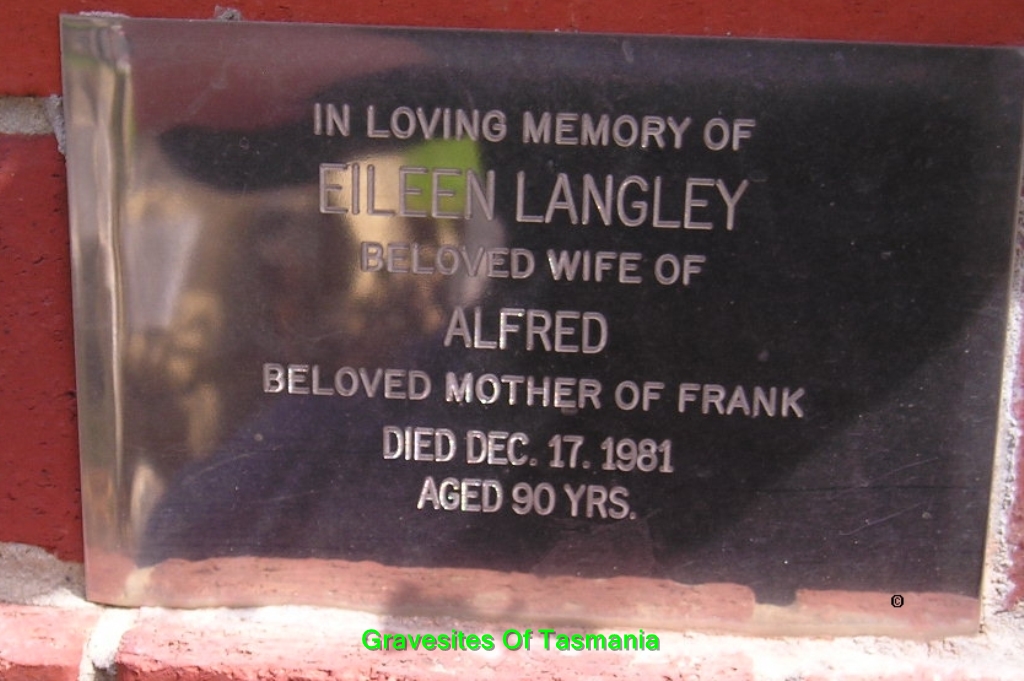 IN LOVING MEMORY OF
EILEEN LANGLEY
BELOVED WIFE OF
ALFRED
BELOVED MOTHER OF FRANK
DIED DEC. 17. 1981
AGED 90 YRS.
©
Gravesites Of Tasmania